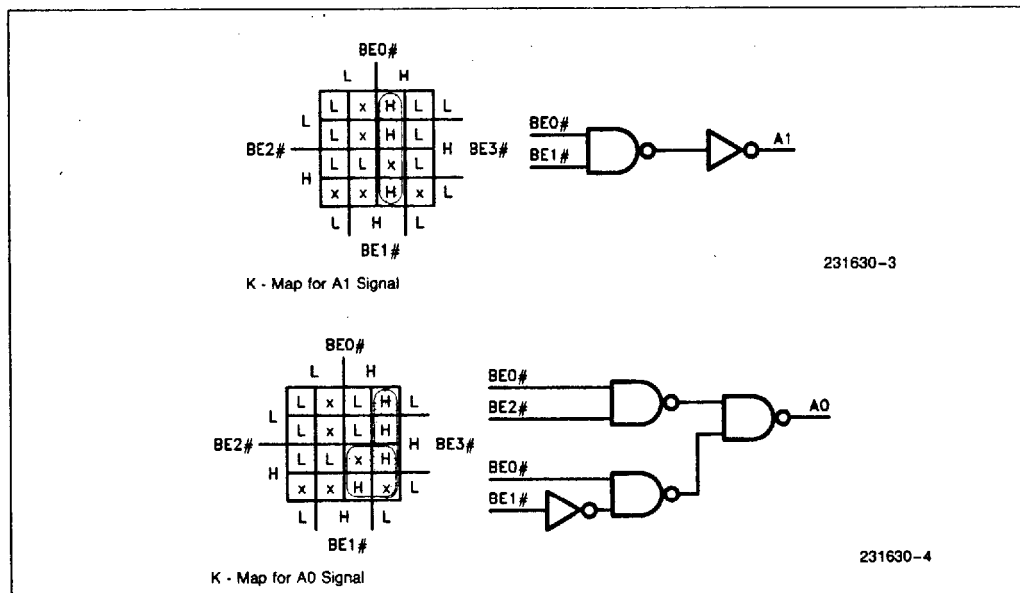 BE0#
L H
L x H L L
L
L x H L
BE2# H BE3#
L L x L
H
x x H x L
L H L
BE1#
BE0#
BE1#
A1
231630-3
K - Map for A1 Signal
BE0#
L H
L x L H L
L
L x L H
BE2# H BE3#
L L x H
H
x x H x L
L H L
BE1#
BE0#
BE2#
BE0#
BE1#
A0
231630-4
K - Map for A0 Signal